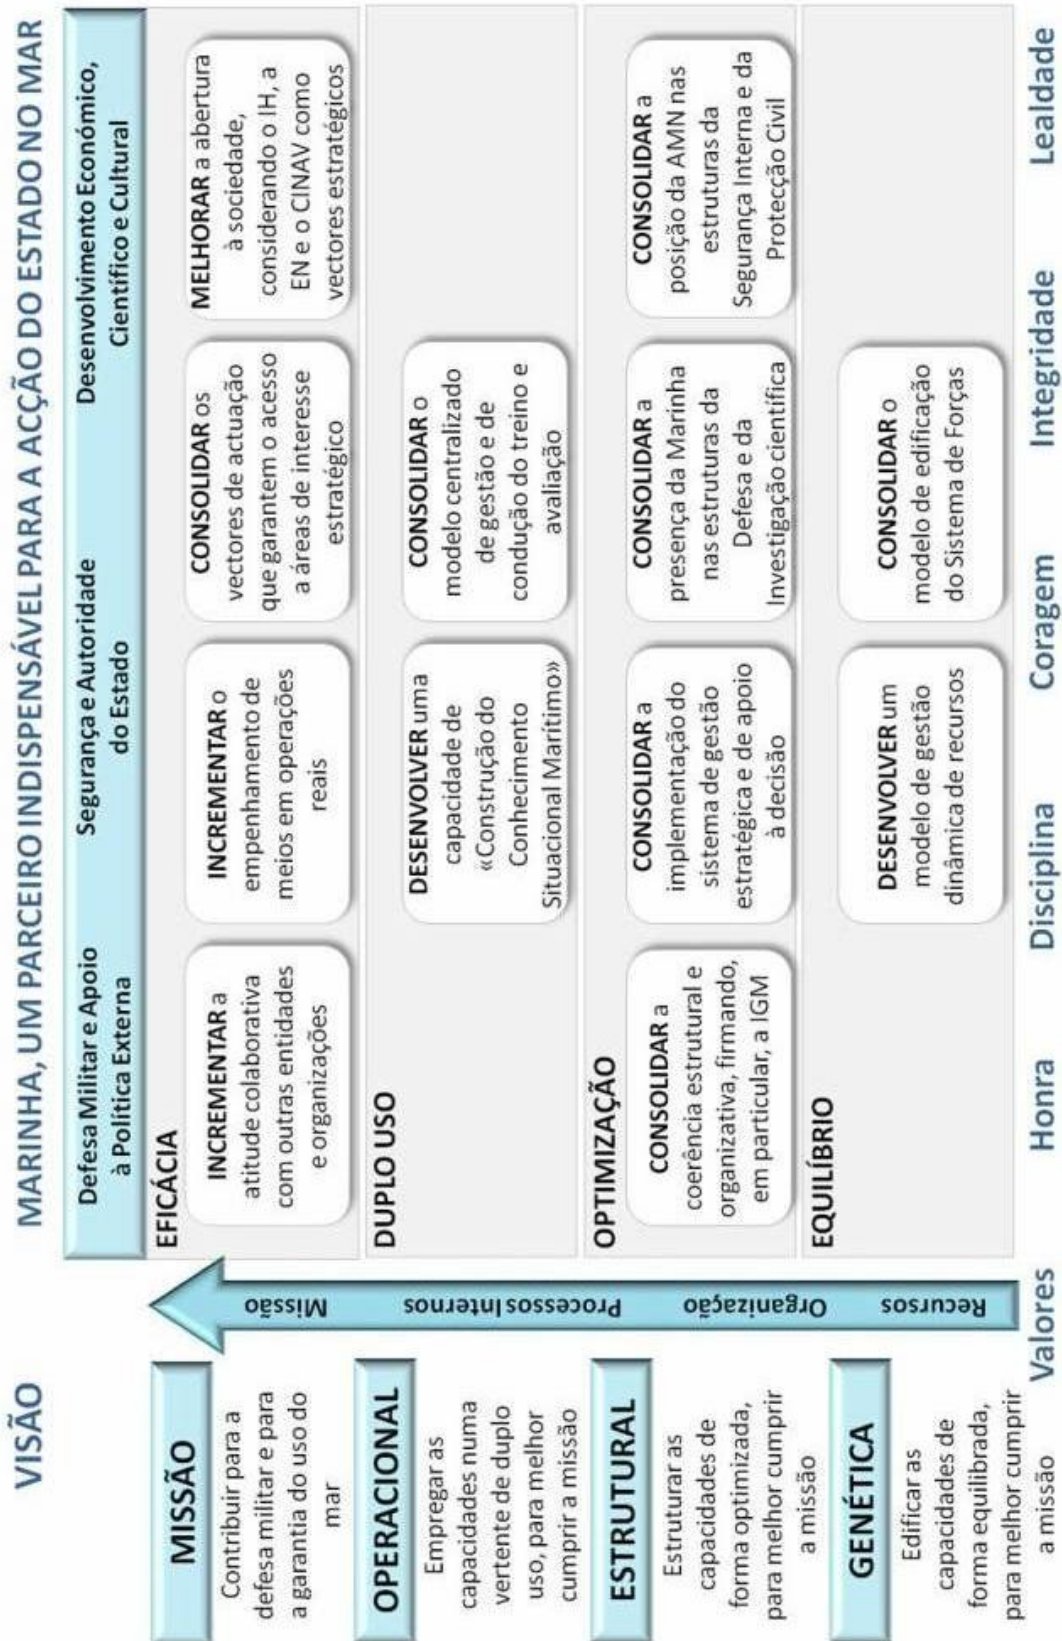 VISÃO
MARINHA, UM PARCEIRO INDISPENSÁVEL PARA A ACÇÃO DO ESTADO NO MAR
Defesa Militar e Apoio
à Política Externa
Segurança e Autoridade
do Estado
Desenvolvimento Económico,
Científico e Cultural
MISSÃO
Contribuir para a
defesa militar e para
a garantia do uso do
mar
Missão
EFICÁCIA
INCREMENTAR a
atitude colaborativa
com outras entidades
e organizações
INCREMENTAR o
empenhamento de
meios em operações
reais
CONSOLIDAR os
vectores de actuação
que garantem o acesso
a áreas de interesse
estratégico
MELHORAR a abertura
à sociedade,
considerando o IH, a
EN e o CINAV como
vectores estratégicos
OPERACIONAL
Empregar as
capacidades numa
vertente de duplo
uso, para melhor
cumprir a missão
Processos Internos
DUPLO USO
DESENVOLVER uma
capacidade de
«Construção do
Conhecimento
Situacional Marítimo»
CONSOLIDAR o
modelo centralizado
de gestão e de
condução do treino e
avaliação
ESTRUTURAL
Estruturar as
capacidades de
forma optimizada,
para melhor cumprir
a missão
Organização
OPTIMIZAÇÃO
CONSOLIDAR a
coerência estrutural e
organizativa, firmando,
em particular, a IGM
CONSOLIDAR a
implementação do
sistema de gestão
estratégica e de apoio
à decisão
CONSOLIDAR a
presença da Marinha
nas estruturas da
Defesa e da
Investigação científica
CONSOLIDAR a
posição da AMN nas
estruturas da
Segurança Interna e da
Protecção Civil
GENÉTICA
Edificar as
capacidades de
forma equilibrada,
para melhor cumprir
a missão
Recursos
EQUILÍBRIO
DESENVOLVER um
modelo de gestão
dinâmica de recursos
CONSOLIDAR o
modelo de edificação
do Sistema de Forças
Valores
Honra
Disciplina
Coragem
Integridade
Lealdade